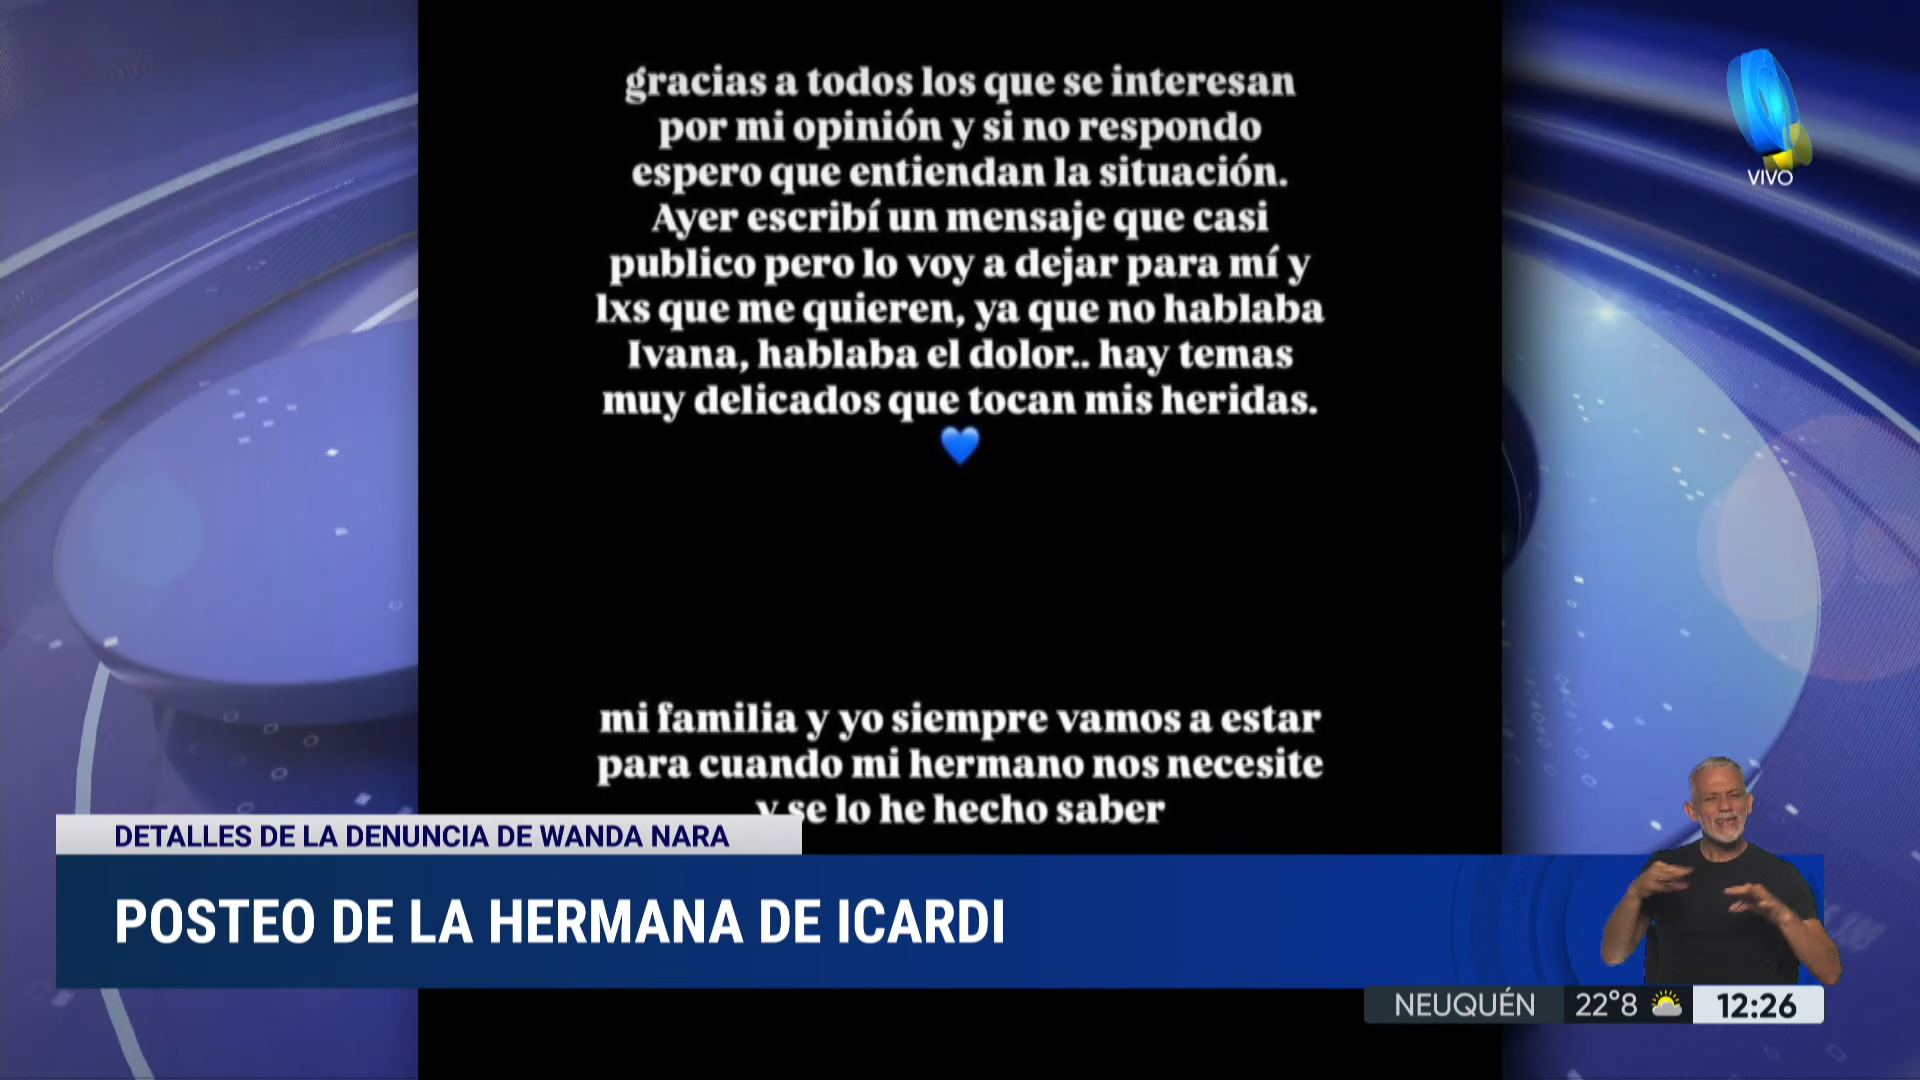 gracias a todos los que se interesan
por mi opinión y si no respondo
espero que entiendan la situación.
Ayer escribí un mensaje que casi
publico pero lo voy a dejar para mí y
lxs que me quieren, ya que no hablaba
Ivana, hablaba el dolor.. hay temas
muy delicados que tocan mis heridas.
💙
mi familia y yo siempre vamos a estar
para cuando mi hermano nos necesite
y se lo he hecho saber
VIVO
DETALLES DE LA DENUNCIA DE WANDA NARA
POSTEO DE LA HERMANA DE ICARDI
NEUQUÉN 22°8 12:26